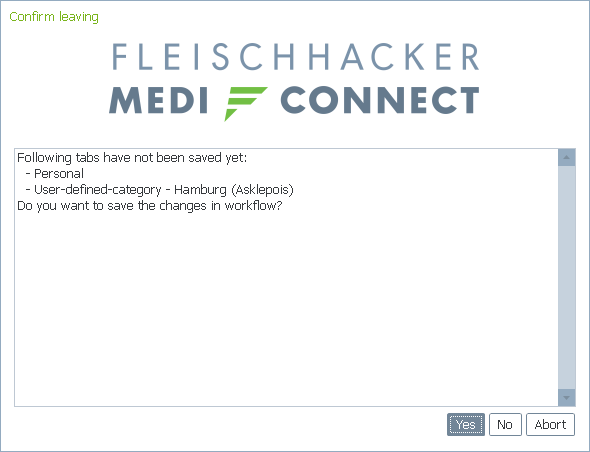 Confirm leaving
FLEISCHHACKER
MEDI CONNECT
Following tabs have not been saved yet:
- Personal
- User-defined-category - Hamburg (Asklepois)
Do you want to save the changes in workflow?
Yes No Abort